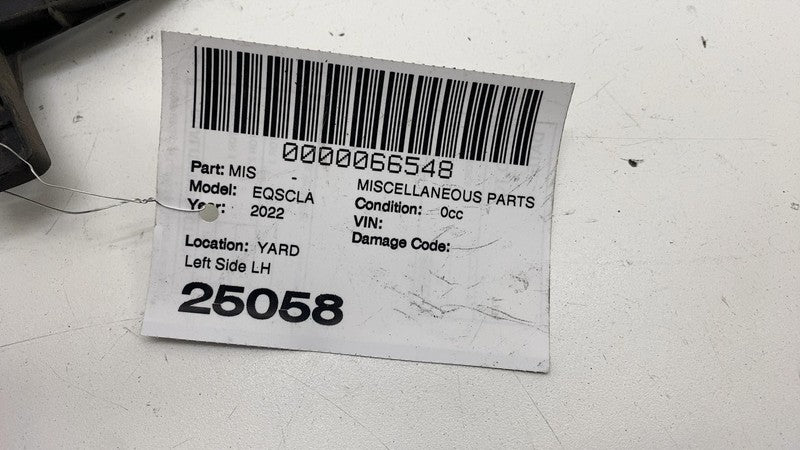 0000066548
Part: MIS -
Model: EQSCLA MISCELLANEOUS PARTS
Year: 2022 Condition: 0cc
VIN:
Location: YARD Damage Code:
Left Side LH
25058